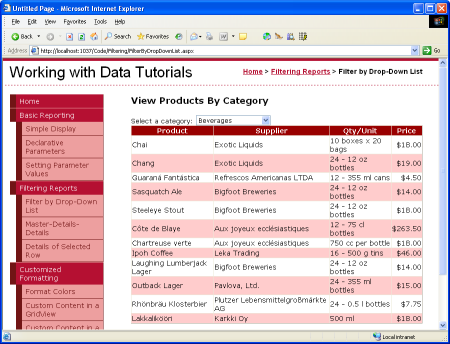 Untitled Page - Microsoft Internet Explorer
File Edit View Favorites Tools Help
Back Search Favorites
Address http://localhost:1037/Code/Filtering/FilterByDropDownList.aspx Go
Working with Data Tutorials
Home > Filtering Reports > Filter by Drop-Down List
Home
Basic Reporting
Simple Display
Declarative
Parameters
Setting Parameter
Values
Filtering Reports
Filter by Drop-Down
List
Master-Details-
Details
Details of Selected
Row
Customized
Formatting
Format Colors
Custom Content in a
GridView
Custom Content in a
View Products By Category
Select a category: Beverages
Product Supplier Qty/Unit Price
Chai Exotic Liquids 10 boxes x 20 bags $18.00
Chang Exotic Liquids 24 - 12 oz bottles $19.00
Guaraná Fantástica Refrescos Americanas LTDA 12 - 355 ml cans $4.50
Sasquatch Ale Bigfoot Breweries 24 - 12 oz bottles $14.00
Steeleye Stout Bigfoot Breweries 24 - 12 oz bottles $18.00
Côte de Blaye Aux joyeux ecclésiastiques 12 - 75 cl bottles $263.50
Chartreuse verte Aux joyeux ecclésiastiques 750 cc per bottle $18.00
Ipoh Coffee Leka Trading 16 - 500 g tins $46.00
Laughing Lumberjack Lager Bigfoot Breweries 24 - 12 oz bottles $14.00
Outback Lager Pavlova, Ltd. 24 - 355 ml bottles $15.00
Rhönbräu Klosterbier Plutzer Lebensmittelgroßmärkte AG 24 - 0.5 l bottles $7.75
Lakkalikööri Karkki Oy 500 ml $18.00
Local intranet